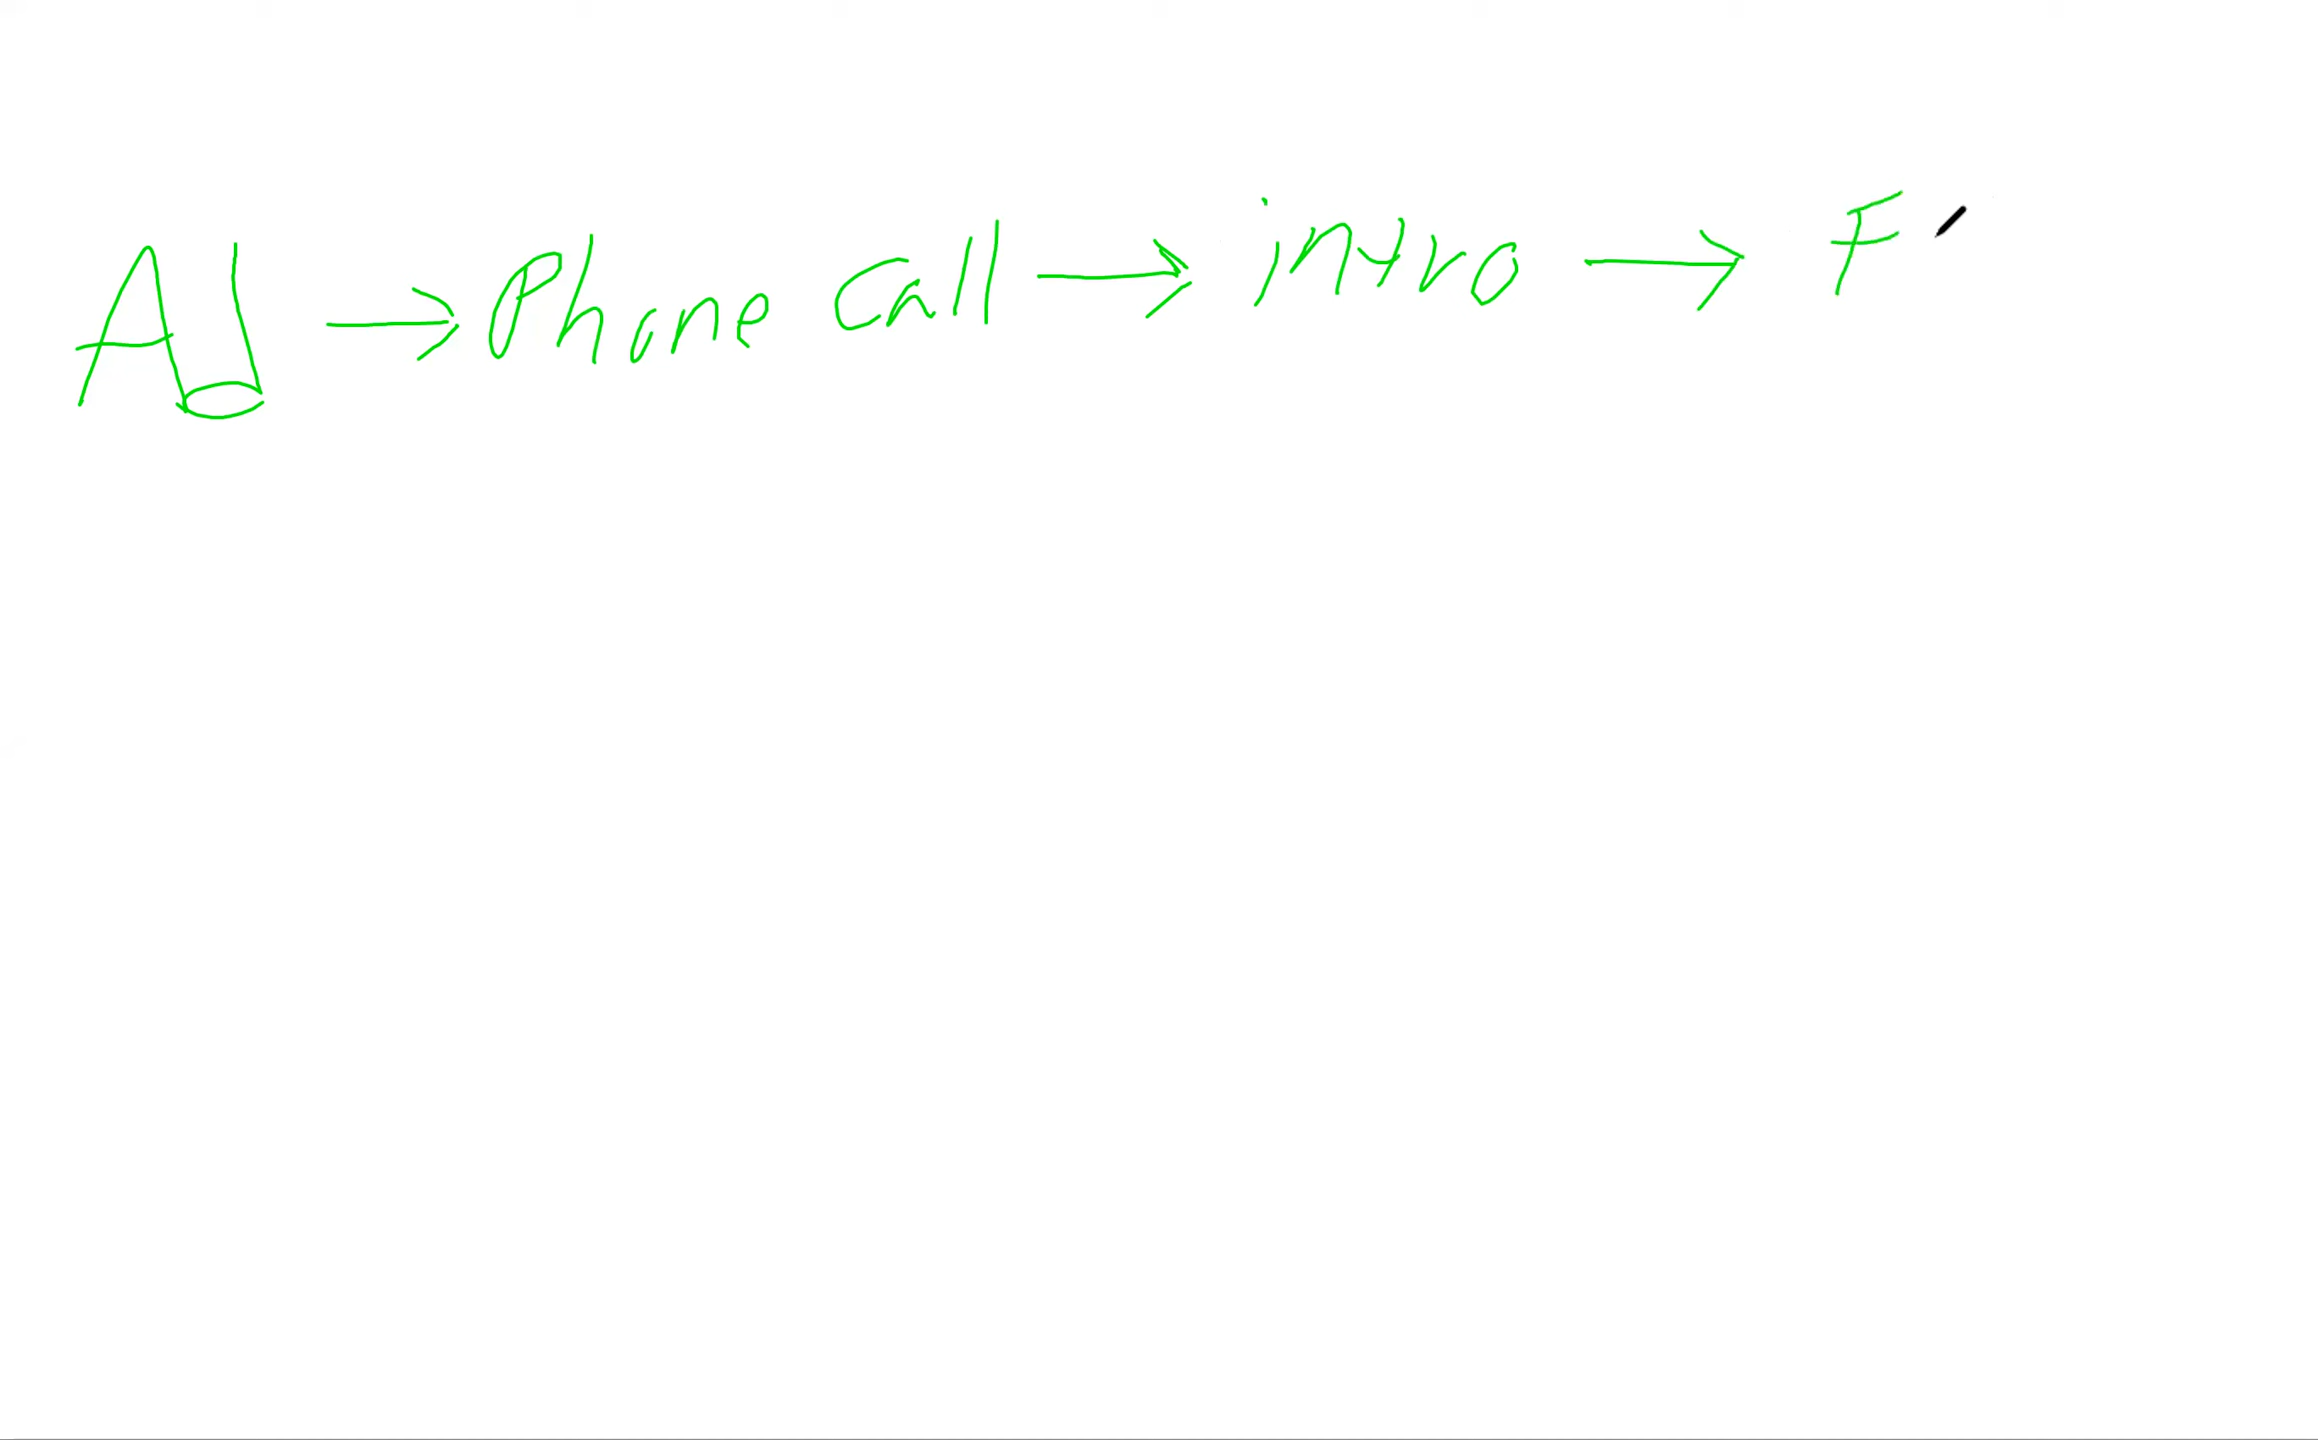 Ad → Phone Call → intro → F